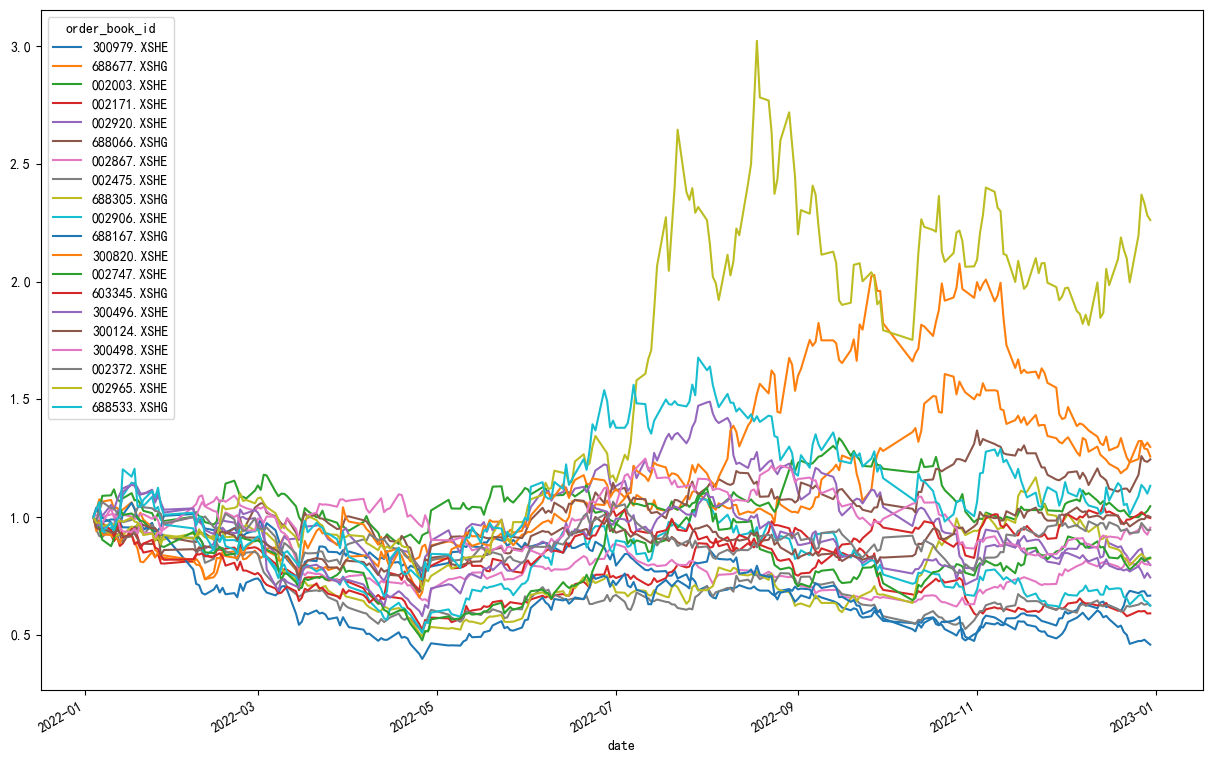 order_book_id
300979.XSHE
688677.XSHG
002003.XSHE
002171.XSHE
002920.XSHE
688066.XSHG
002867.XSHE
002475.XSHE
688305.XSHG
002906.XSHE
688167.XSHG
300820.XSHE
002747.XSHE
603345.XSHG
300496.XSHE
300124.XSHE
300498.XSHE
002372.XSHE
002965.XSHE
688533.XSHG
3.0
2.5
2.0
1.5
1.0
0.5
2022-01
2022-03
2022-05
2022-07
2022-09
2022-11
2023-01
date